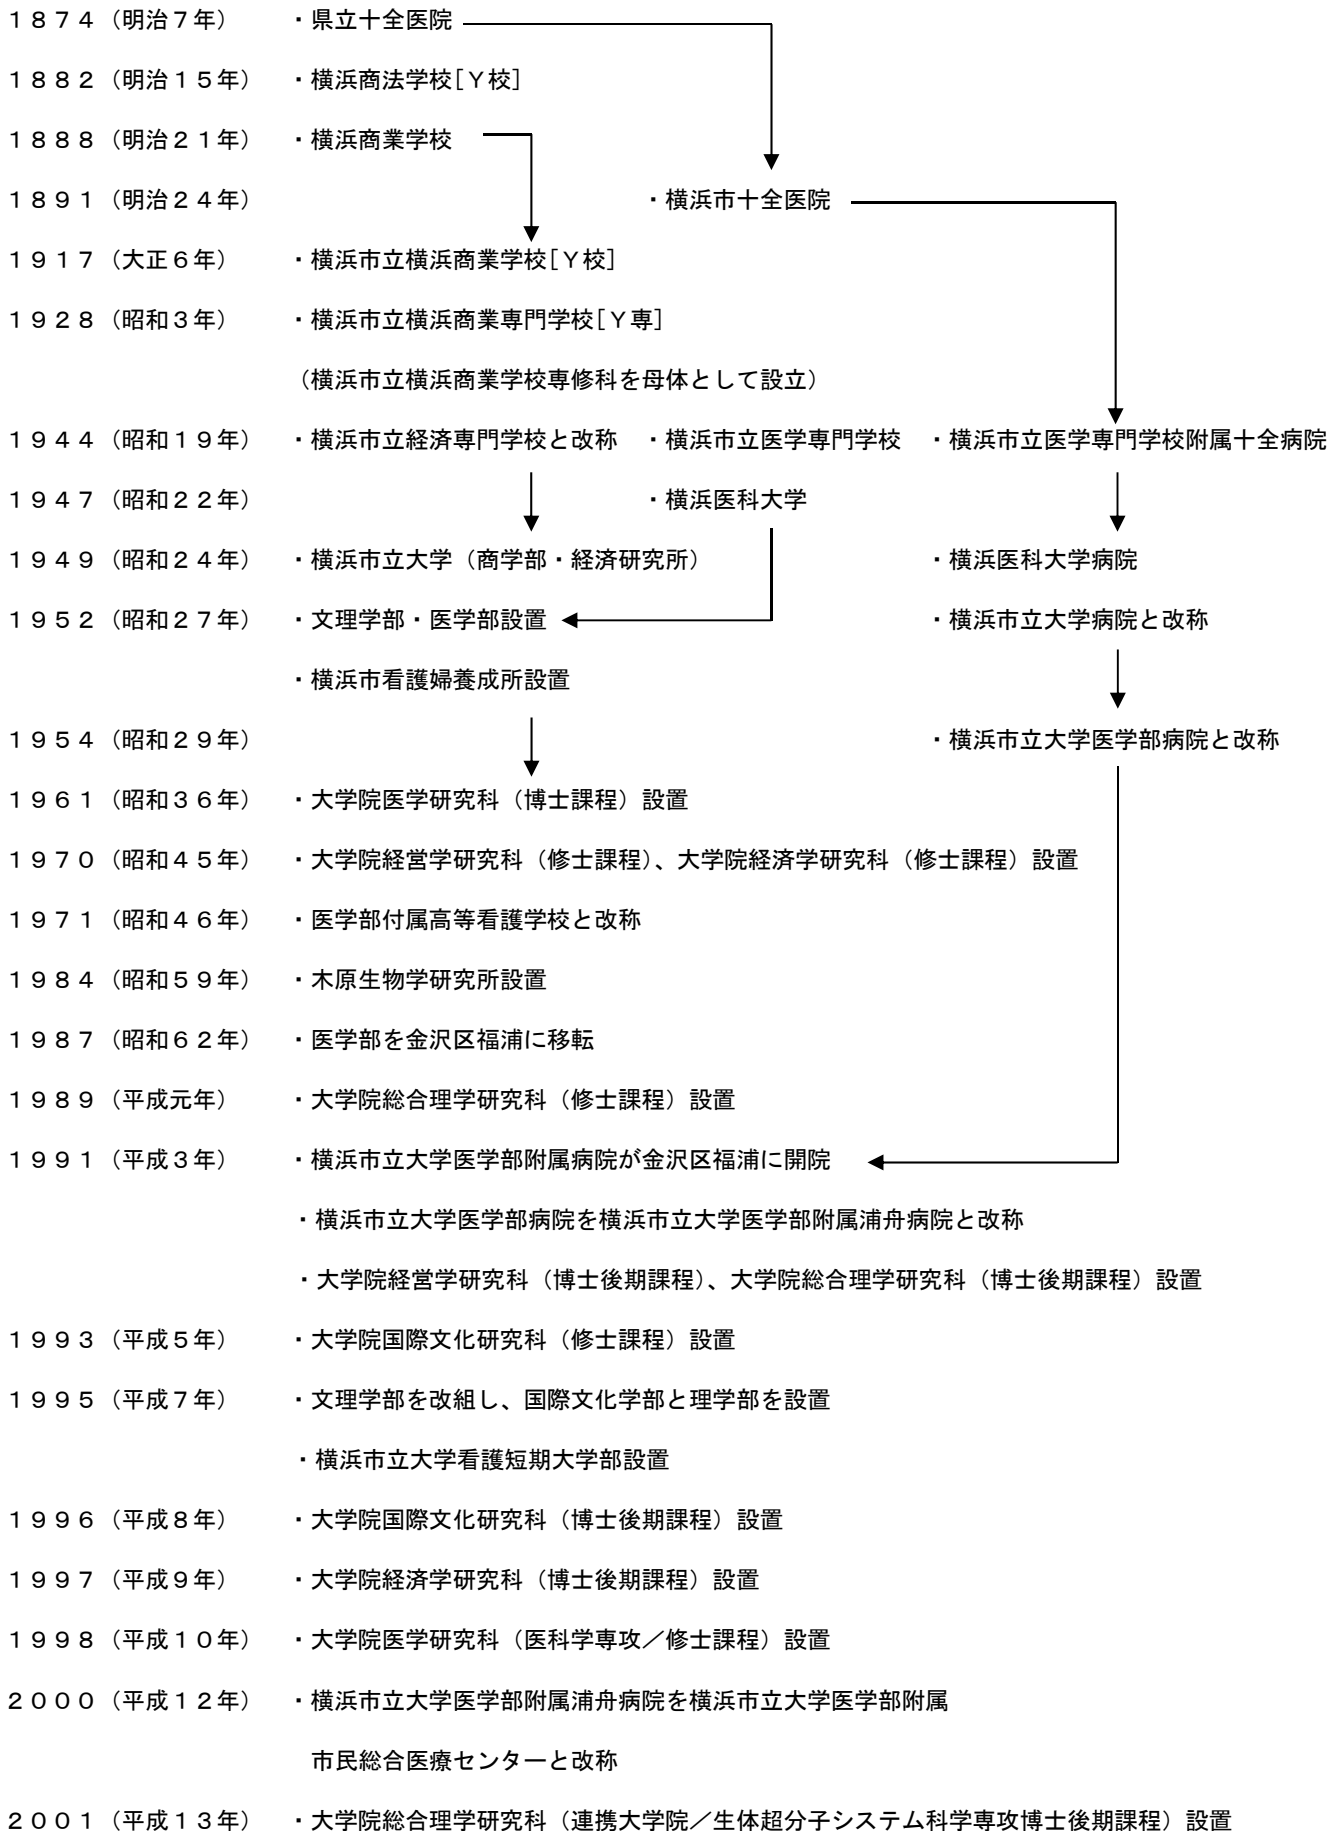 １８７４（明治７年）　・県立十全医院
１８８２（明治１５年）　・横浜商法学校[Ｙ校]
１８８８（明治２１年）　・横浜商業学校
１８９１（明治２４年）　・横浜市十全医院
１９１７（大正６年）　・横浜市立横浜商業学校[Ｙ校]
１９２８（昭和３年）　・横浜市立横浜商業専門学校[Ｙ専]
（横浜市立横浜商業学校専修科を母体として設立）
１９４４（昭和１９年）　・横浜市立経済専門学校と改称　・横浜市立医学専門学校　・横浜市立医学専門学校附属十全病院
１９４７（昭和２２年）　・横浜医科大学
１９４９（昭和２４年）　・横浜市立大学（商学部・経済研究所）　・横浜医科大学病院
１９５２（昭和２７年）　・文理学部・医学部設置　・横浜市立大学病院と改称
・横浜市看護婦養成所設置
１９５４（昭和２９年）　・横浜市立大学医学部病院と改称
１９６１（昭和３６年）　・大学院医学研究科（博士課程）設置
１９７０（昭和４５年）　・大学院経営学研究科（修士課程）、大学院経済学研究科（修士課程）設置
１９７１（昭和４６年）　・医学部付属高等看護学校と改称
１９８４（昭和５９年）　・木原生物学研究所設置
１９８７（昭和６２年）　・医学部を金沢区福浦に移転
１９８９（平成元年）　・大学院総合理学研究科（修士課程）設置
１９９１（平成３年）　・横浜市立大学医学部附属病院が金沢区福浦に開院
・横浜市立大学医学部病院を横浜市立大学医学部附属浦舟病院と改称
・大学院経営学研究科（博士後期課程）、大学院総合理学研究科（博士後期課程）設置
１９９３（平成５年）　・大学院国際文化研究科（修士課程）設置
１９９５（平成７年）　・文理学部を改組し、国際文化学部と理学部を設置
・横浜市立大学看護短期大学部設置
１９９６（平成８年）　・大学院国際文化研究科（博士後期課程）設置
１９９７（平成９年）　・大学院経済学研究科（博士後期課程）設置
１９９８（平成１０年）　・大学院医学研究科（医科学専攻／修士課程）設置
２０００（平成１２年）　・横浜市立大学医学部附属浦舟病院を横浜市立大学医学部附属
市民総合医療センターと改称
２００１（平成１３年）　・大学院総合理学研究科（連携大学院／生体超分子システム科学専攻博士後期課程）設置